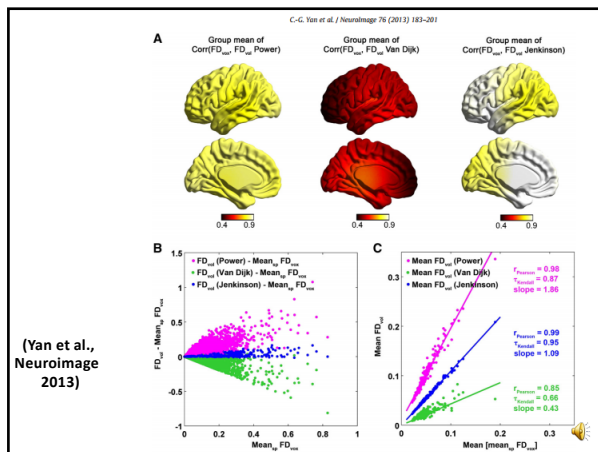 C.-G. Yan et al. / NeuroImage 76 (2013) 183–201
A
Group mean of
Corr(FDvox, FDvol Power)
Group mean of
Corr(FDvox, FDvol Van Dijk)
Group mean of
Corr(FDvox, FDvol Jenkinson)
0.4 0.9
0.4 0.9
0.4 0.9
B
FDvol (Power) - Meansp FDvox
FDvol (Van Dijk) - Meansp FDvox
FDvol (Jenkinson) - Meansp FDvox
FDvol - Meansp FDvox
1.5
1
0.5
0
-0.5
-1
0 0.2 0.4 0.6 0.8 1
Meansp FDvox
C
Mean FDvol (Power)
Mean FDvol (Van Dijk)
Mean FDvol (Jenkinson)
rPearson = 0.98
τKendall = 0.87
slope = 1.86
rPearson = 0.99
τKendall = 0.95
slope = 1.09
rPearson = 0.85
τKendall = 0.66
slope = 0.43
Mean FDvol
0.3
0.2
0.1
0
0 0.1 0.2 0.3
Mean [meansp FDvox]
(Yan et al.,
Neuroimage
2013)